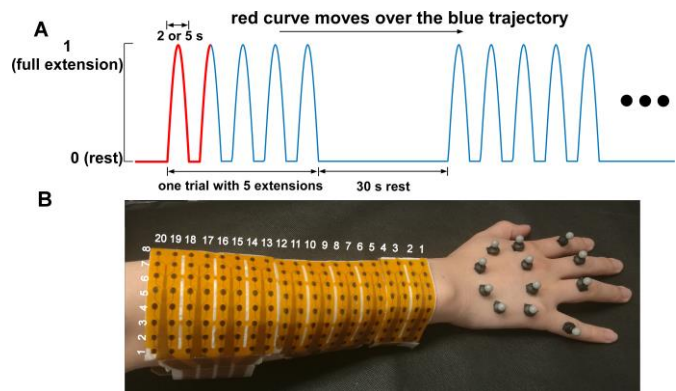 red curve moves over the blue trajectory
A
2 or 5 s
1
(full extension)
0 (rest)
one trial with 5 extensions
30 s rest
B
20 19 18 17 16 15 14 13 12 11 10 9 8 7 6 5 4 3 2 1
8
7
6
5
4
3
2
1